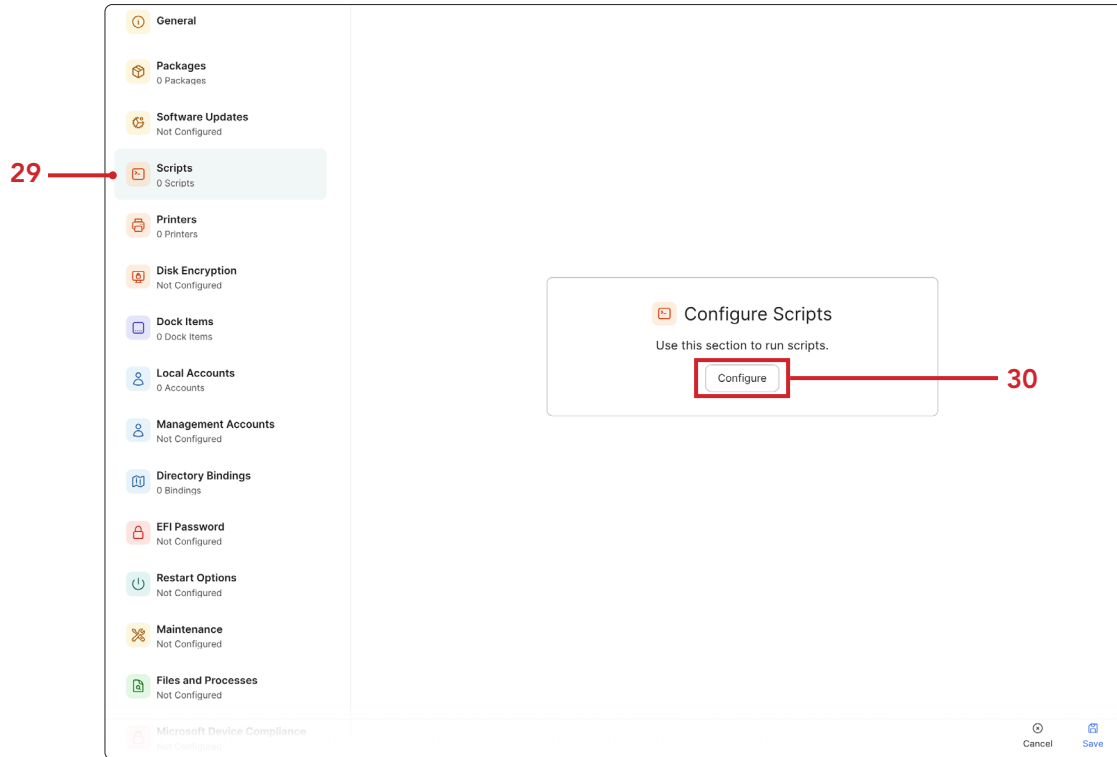 General
Packages
0 Packages
Software Updates
Not Configured
29
Scripts
0 Scripts
Printers
0 Printers
Disk Encryption
Not Configured
Dock Items
0 Dock Items
Local Accounts
0 Accounts
Management Accounts
Not Configured
Directory Bindings
0 Bindings
EFI Password
Not Configured
Restart Options
Not Configured
Maintenance
Not Configured
Files and Processes
Not Configured
Microsoft Device Compliance
Not Configured
Configure Scripts
Use this section to run scripts.
Configure
30
Cancel
Save